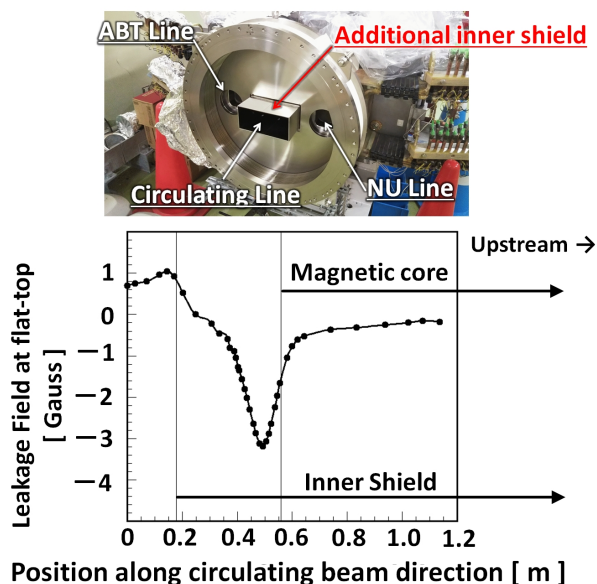 ABT Line
Additional inner shield
Circulating Line
NU Line
Upstream →
Magnetic core
Inner Shield
Leakage Field at flat-top
[ Gauss ]
1
0
−1
−2
−3
−4
0 0.2 0.4 0.6 0.8 1.0 1.2
Position along circulating beam direction [ m ]